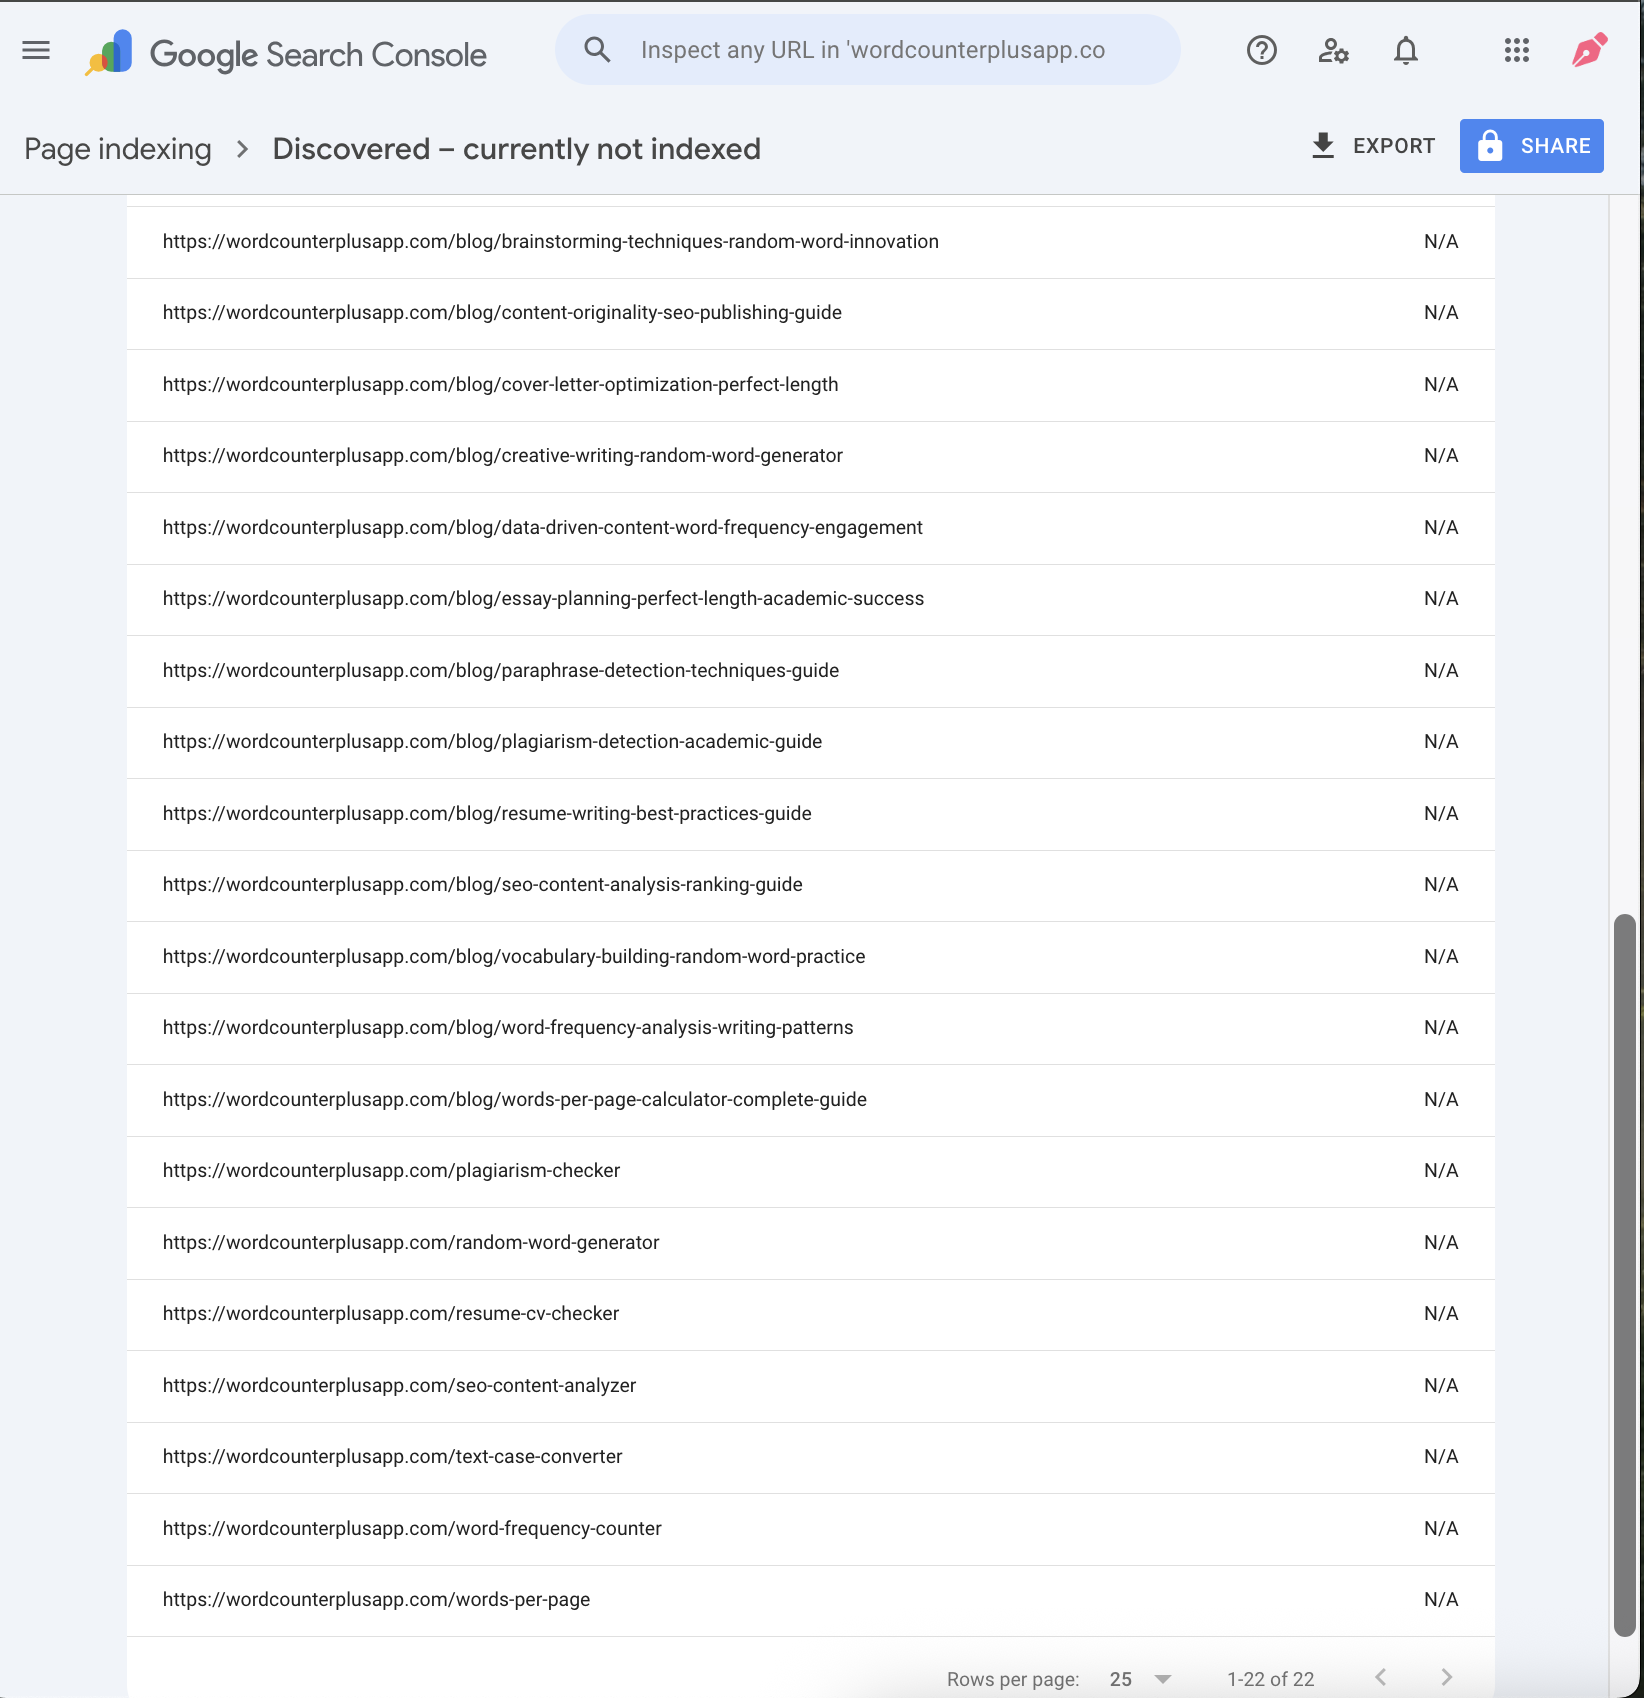 Google Search Console
Inspect any URL in 'wordcounterplusapp.co
Page indexing > Discovered – currently not indexed
EXPORT
SHARE
https://wordcounterplusapp.com/blog/brainstorming-techniques-random-word-innovation N/A
https://wordcounterplusapp.com/blog/content-originality-seo-publishing-guide N/A
https://wordcounterplusapp.com/blog/cover-letter-optimization-perfect-length N/A
https://wordcounterplusapp.com/blog/creative-writing-random-word-generator N/A
https://wordcounterplusapp.com/blog/data-driven-content-word-frequency-engagement N/A
https://wordcounterplusapp.com/blog/essay-planning-perfect-length-academic-success N/A
https://wordcounterplusapp.com/blog/paraphrase-detection-techniques-guide N/A
https://wordcounterplusapp.com/blog/plagiarism-detection-academic-guide N/A
https://wordcounterplusapp.com/blog/resume-writing-best-practices-guide N/A
https://wordcounterplusapp.com/blog/seo-content-analysis-ranking-guide N/A
https://wordcounterplusapp.com/blog/vocabulary-building-random-word-practice N/A
https://wordcounterplusapp.com/blog/word-frequency-analysis-writing-patterns N/A
https://wordcounterplusapp.com/blog/words-per-page-calculator-complete-guide N/A
https://wordcounterplusapp.com/plagiarism-checker N/A
https://wordcounterplusapp.com/random-word-generator N/A
https://wordcounterplusapp.com/resume-cv-checker N/A
https://wordcounterplusapp.com/seo-content-analyzer N/A
https://wordcounterplusapp.com/text-case-converter N/A
https://wordcounterplusapp.com/word-frequency-counter N/A
https://wordcounterplusapp.com/words-per-page N/A
Rows per page: 25 1-22 of 22